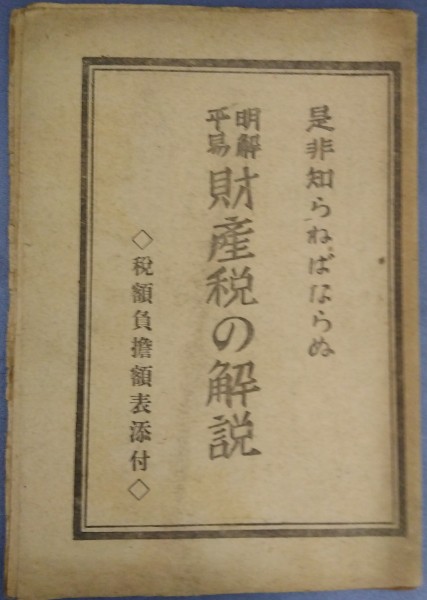 是非知らねばならぬ
明解
平易
財産税の解説
◇税額負擔額表添付◇